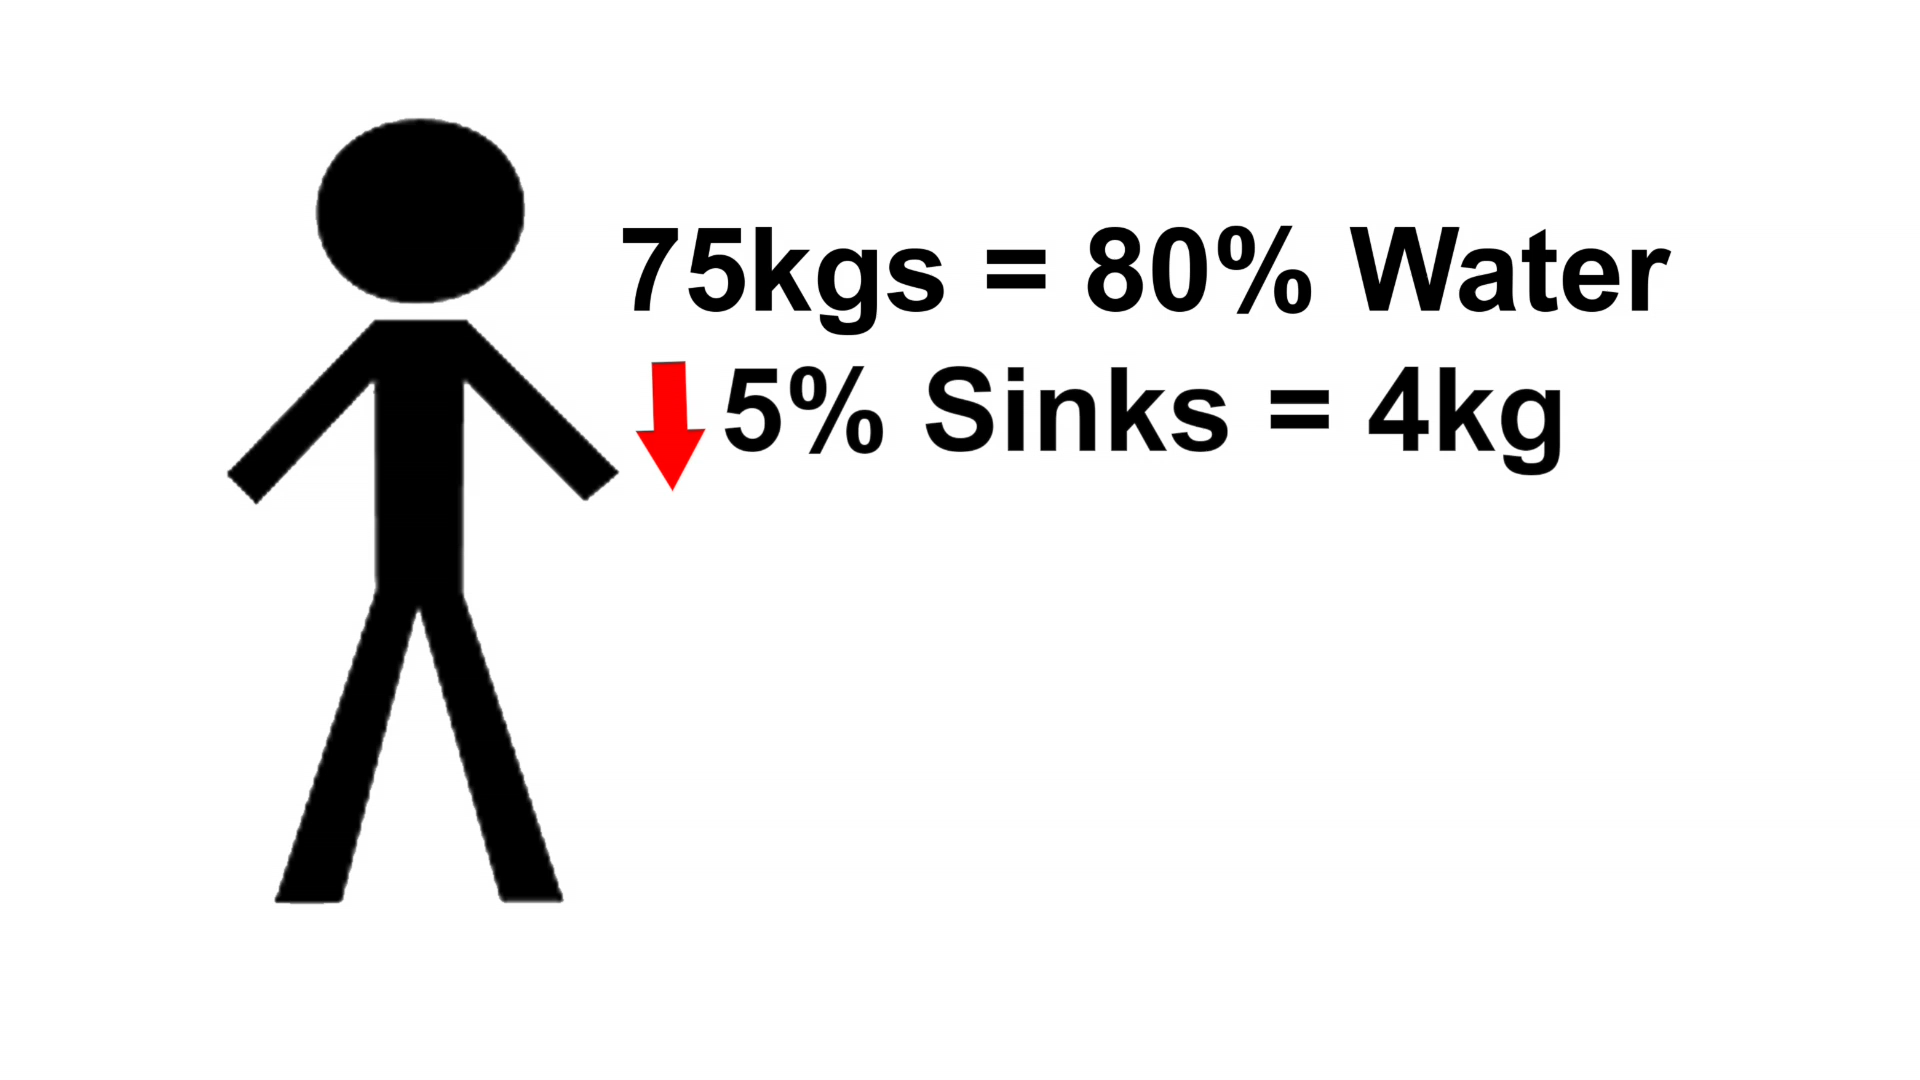 75kgs = 80% Water
5% Sinks = 4kg